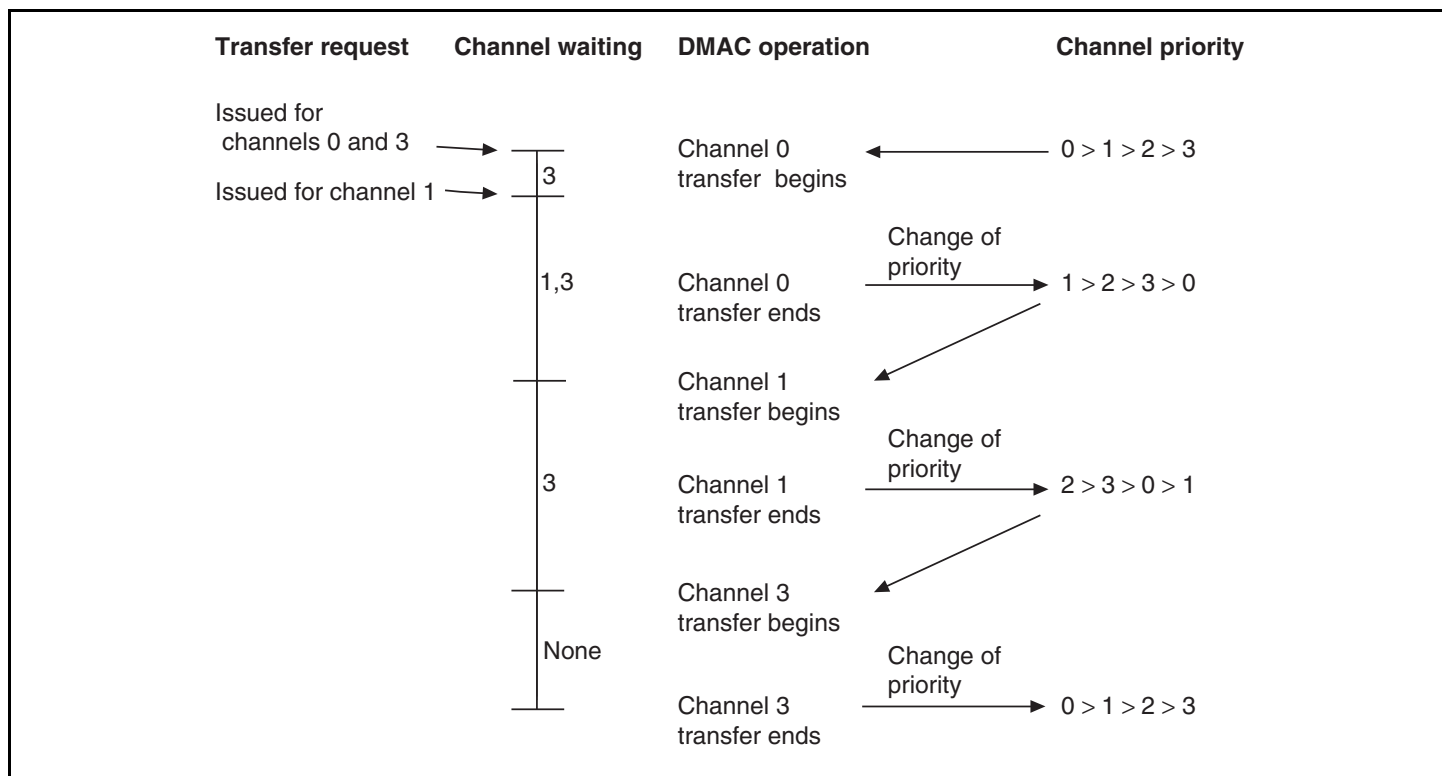 Transfer request Channel waiting DMAC operation Channel priority
Issued for
channels 0 and 3
Channel 0
transfer begins
0 > 1 > 2 > 3
3
Issued for channel 1
Change of
priority
1,3
Channel 0
transfer ends
1 > 2 > 3 > 0
Channel 1
transfer begins
Change of
priority
3
Channel 1
transfer ends
2 > 3 > 0 > 1
Channel 3
transfer begins
None
Change of
priority
Channel 3
transfer ends
0 > 1 > 2 > 3